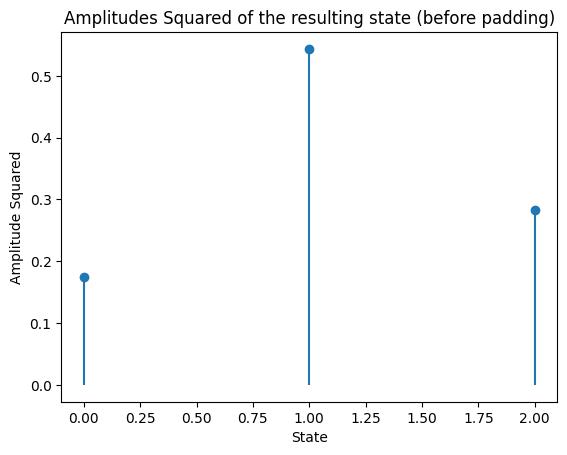 Amplitudes Squared of the resulting state (before padding)
Amplitude Squared
0.5
0.4
0.3
0.2
0.1
0.0
0.00 0.25 0.50 0.75 1.00 1.25 1.50 1.75 2.00
State